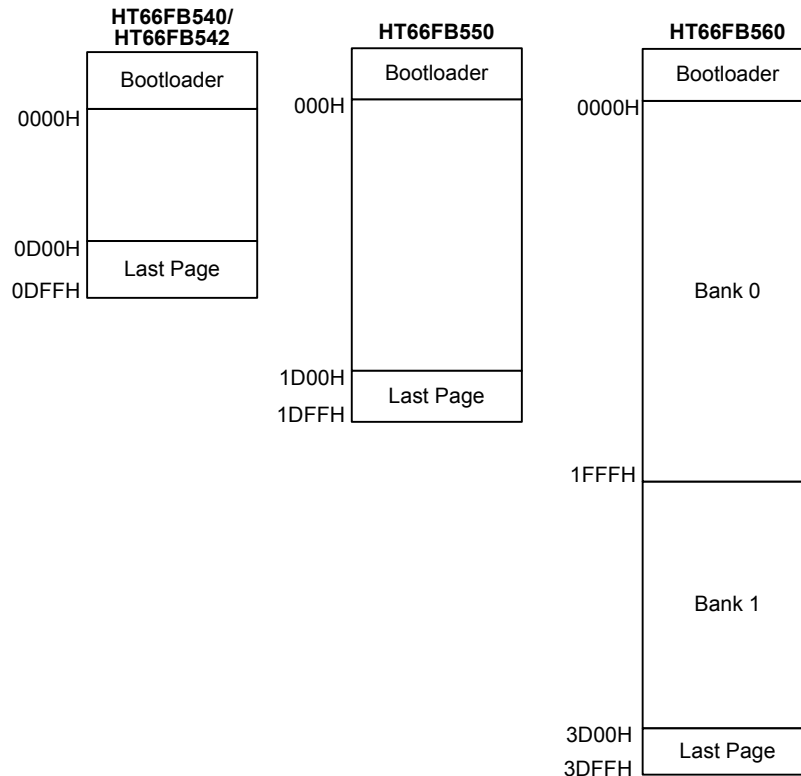 HT66FB540/
HT66FB542
Bootloader
0000H
0D00H
Last Page
0DFFH
HT66FB550
Bootloader
000H
1D00H
Last Page
1DFFH
HT66FB560
Bootloader
0000H
Bank 0
1FFFH
Bank 1
3D00H
Last Page
3DFFH